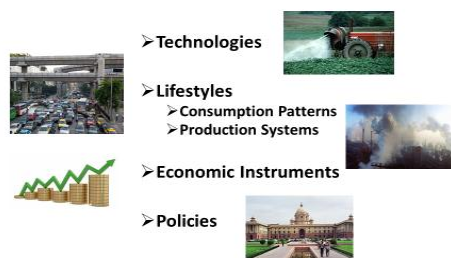 ➢Technologies
➢Lifestyles
➢Consumption Patterns
➢Production Systems
➢Economic Instruments
➢Policies